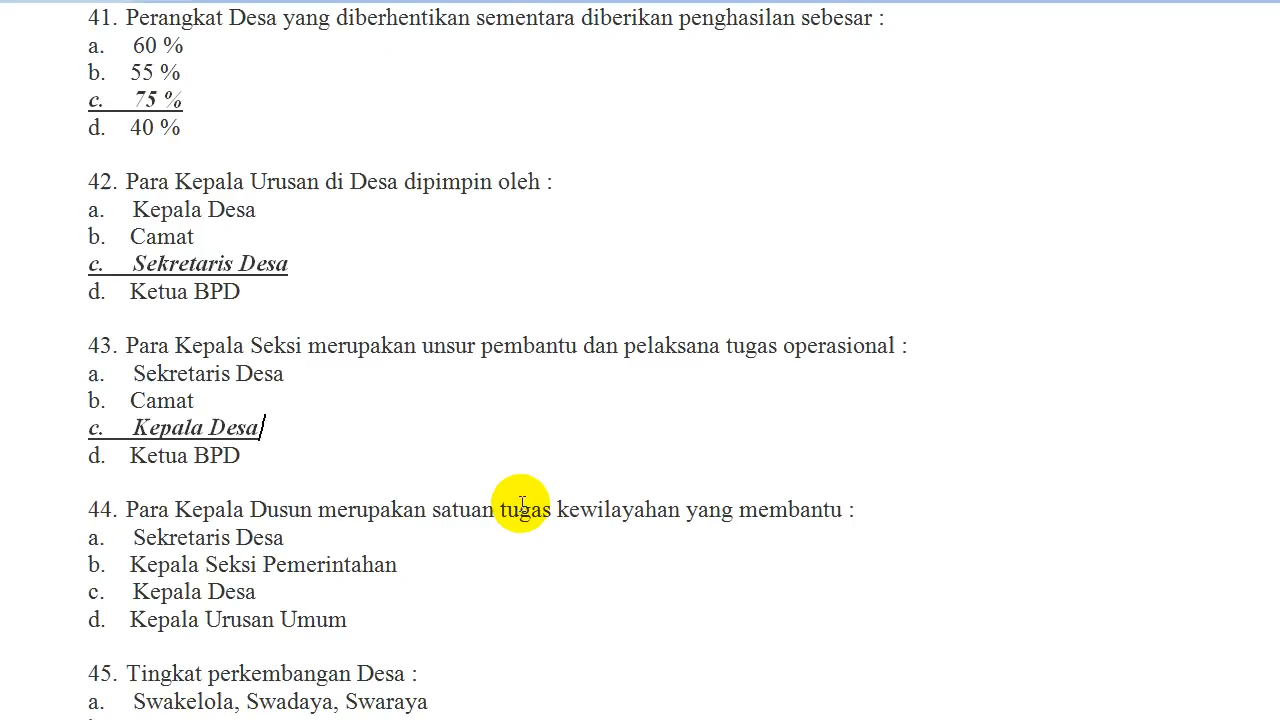 41. Perangkat Desa yang diberhentikan sementara diberikan penghasilan sebesar :
a. 60 %
b. 55 %
c. 75 %
d. 40 %
42. Para Kepala Urusan di Desa dipimpin oleh :
a. Kepala Desa
b. Camat
c. Sekretaris Desa
d. Ketua BPD
43. Para Kepala Seksi merupakan unsur pembantu dan pelaksana tugas operasional :
a. Sekretaris Desa
b. Camat
c. Kepala Desa
d. Ketua BPD
44. Para Kepala Dusun merupakan satuan tugas kewilayahan yang membantu :
a. Sekretaris Desa
b. Kepala Seksi Pemerintahan
c. Kepala Desa
d. Kepala Urusan Umum
45. Tingkat perkembangan Desa :
a. Swakelola, Swadaya, Swaraya